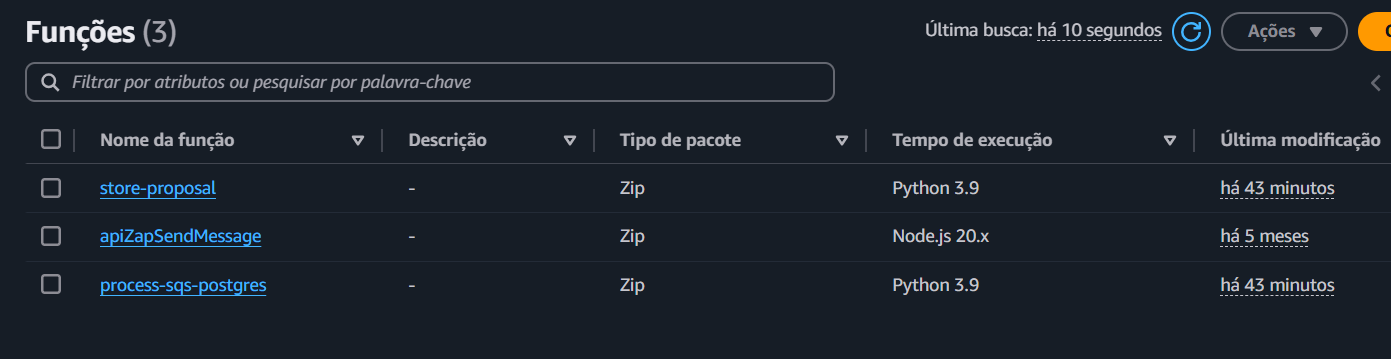 Funções (3)
Última busca: há 10 segundos
Ações
Filtrar por atributos ou pesquisar por palavra-chave
Nome da função Descrição Tipo de pacote Tempo de execução Última modificação
store-proposal - Zip Python 3.9 há 43 minutos
apiZapSendMessage - Zip Node.js 20.x há 5 meses
process-sqs-postgres - Zip Python 3.9 há 43 minutos